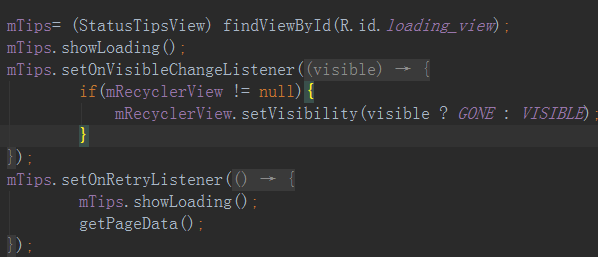 mTips= (StatusTipsView) findViewById(R.id.loading_view);
mTips.showLoading();
mTips.setOnVisibleChangeListener((visible) → {
if(mRecyclerView != null){
mRecyclerView.setVisibility(visible ? GONE : VISIBLE);
}
});
mTips.setOnRetryListener(() → {
mTips.showLoading();
getPageData();
});